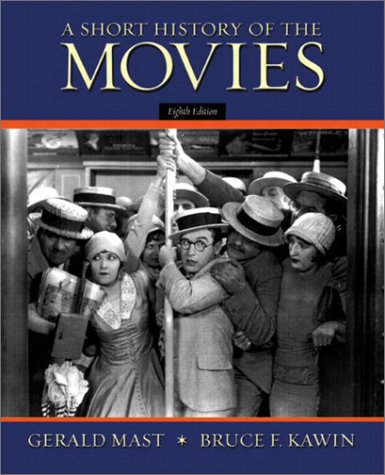 A SHORT HISTORY OF THE
MOVIES
Eighth Edition
GERALD MAST ✶ BRUCE F. KAWIN